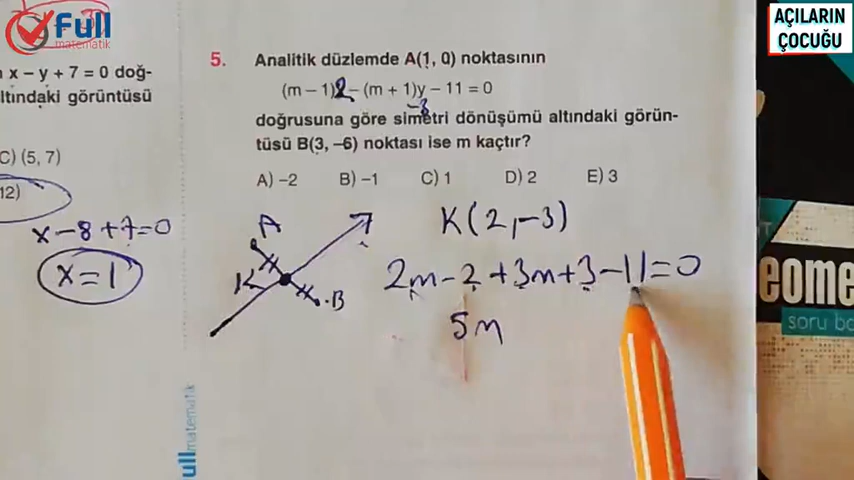 Full
matematik
AÇILARIN
ÇOCUĞU
x – y + 7 = 0 doğ-
ltındaki görüntüsü
C) (5, 7)
12)
x – 8 + 7 = 0
x = 1
5. Analitik düzlemde A(1, 0) noktasının
(m – 1)2 – (m + 1)y – 11 = 0
-3
doğrusuna göre simetri dönüşümü altındaki görün-
tüsü B(3, –6) noktası ise m kaçtır?
A) –2 B) –1 C) 1 D) 2 E) 3
A
K
B
K(2,-3)
2m – 2 + 3m + 3 – 11 = 0
5m
ullmatematik
eome
soru ba